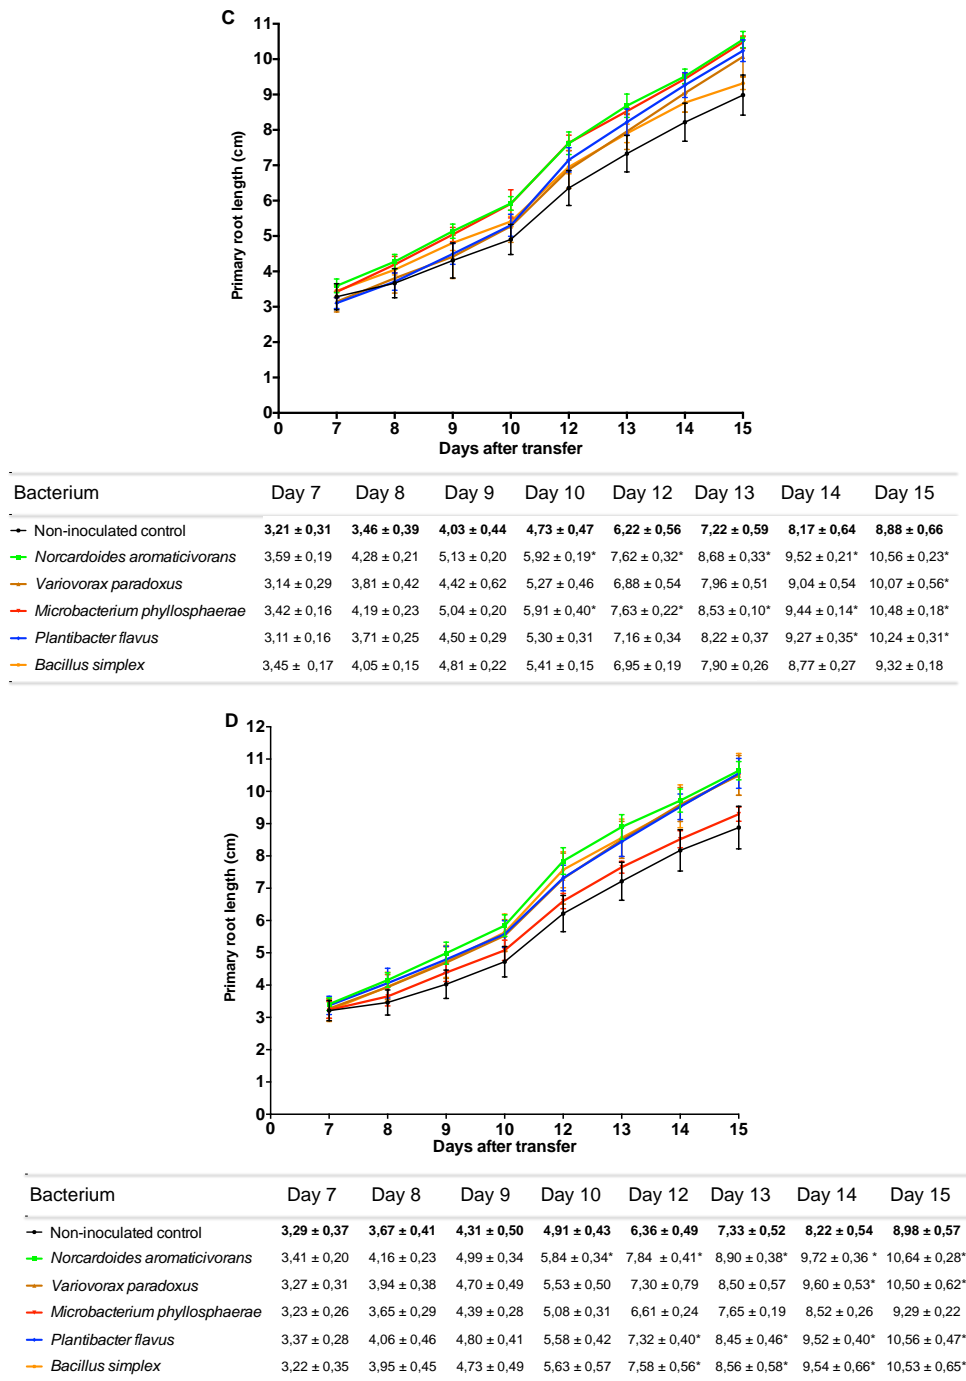 C
11
10
9
8
7
6
5
4
3
2
1
0
Primary root length (cm)
0 7 8 9 10 12 13 14 15
Days after transfer
Bacterium Day 7 Day 8 Day 9 Day 10 Day 12 Day 13 Day 14 Day 15
Non-inoculated control 3,21 ± 0,31 3,46 ± 0,39 4,03 ± 0,44 4,73 ± 0,47 6,22 ± 0,56 7,22 ± 0,59 8,17 ± 0,64 8,88 ± 0,66
Norcardoides aromaticivorans 3,59 ± 0,19 4,28 ± 0,21 5,13 ± 0,20 5,92 ± 0,19* 7,62 ± 0,32* 8,68 ± 0,33* 9,52 ± 0,21* 10,56 ± 0,23*
Variovorax paradoxus 3,14 ± 0,29 3,81 ± 0,42 4,42 ± 0,62 5,27 ± 0,46 6,88 ± 0,54 7,96 ± 0,51 9,04 ± 0,54 10,07 ± 0,56*
Microbacterium phyllosphaerae 3,42 ± 0,16 4,19 ± 0,23 5,04 ± 0,20 5,91 ± 0,40* 7,63 ± 0,22* 8,53 ± 0,10* 9,44 ± 0,14* 10,48 ± 0,18*
Plantibacter flavus 3,11 ± 0,16 3,71 ± 0,25 4,50 ± 0,29 5,30 ± 0,31 7,16 ± 0,34 8,22 ± 0,37 9,27 ± 0,35* 10,24 ± 0,31*
Bacillus simplex 3,45 ± 0,17 4,05 ± 0,15 4,81 ± 0,22 5,41 ± 0,15 6,95 ± 0,19 7,90 ± 0,26 8,77 ± 0,27 9,32 ± 0,18
D
12
11
10
9
8
7
6
5
4
3
2
1
0
Primary root length (cm)
0 7 8 9 10 12 13 14 15
Days after transfer
Bacterium Day 7 Day 8 Day 9 Day 10 Day 12 Day 13 Day 14 Day 15
Non-inoculated control 3,29 ± 0,37 3,67 ± 0,41 4,31 ± 0,50 4,91 ± 0,43 6,36 ± 0,49 7,33 ± 0,52 8,22 ± 0,54 8,98 ± 0,57
Norcardoides aromaticivorans 3,41 ± 0,20 4,16 ± 0,23 4,99 ± 0,34 5,84 ± 0,34* 7,84 ± 0,41* 8,90 ± 0,38* 9,72 ± 0,36 * 10,64 ± 0,28*
Variovorax paradoxus 3,27 ± 0,31 3,94 ± 0,38 4,70 ± 0,49 5,53 ± 0,50 7,30 ± 0,79 8,50 ± 0,57 9,60 ± 0,53* 10,50 ± 0,62*
Microbacterium phyllosphaerae 3,23 ± 0,26 3,65 ± 0,29 4,39 ± 0,28 5,08 ± 0,31 6,61 ± 0,24 7,65 ± 0,19 8,52 ± 0,26 9,29 ± 0,22
Plantibacter flavus 3,37 ± 0,28 4,06 ± 0,46 4,80 ± 0,41 5,58 ± 0,42 7,32 ± 0,40* 8,45 ± 0,46* 9,52 ± 0,40* 10,56 ± 0,47*
Bacillus simplex 3,22 ± 0,35 3,95 ± 0,45 4,73 ± 0,49 5,63 ± 0,57 7,58 ± 0,56* 8,56 ± 0,58* 9,54 ± 0,66* 10,53 ± 0,65*